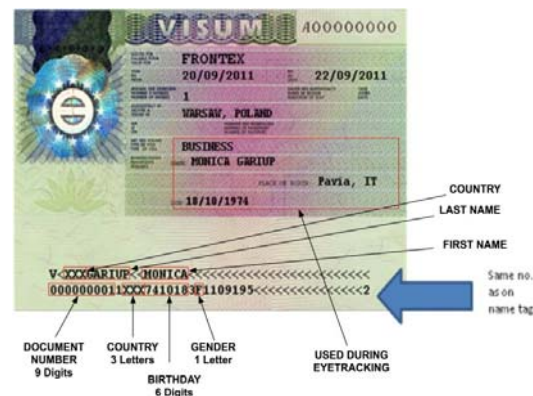 VISUM A00000000
FRONTEX
20/09/2011 22/09/2011
1
WARSAW, POLAND
BUSINESS
MONICA GARIUP
Pavia, IT
18/10/1974
COUNTRY
LAST NAME
FIRST NAME
V<XXXGARIUP<<MONICA<<<<<<<<<<<<<<<<<<<<<<
0000000011XXX7410183F1109195<<<<<<<<<<<<<<2
Same no.
as on
name tag
DOCUMENT
NUMBER
9 Digits
COUNTRY
3 Letters
BIRTHDAY
6 Digits
GENDER
1 Letter
USED DURING
EYETRACKING